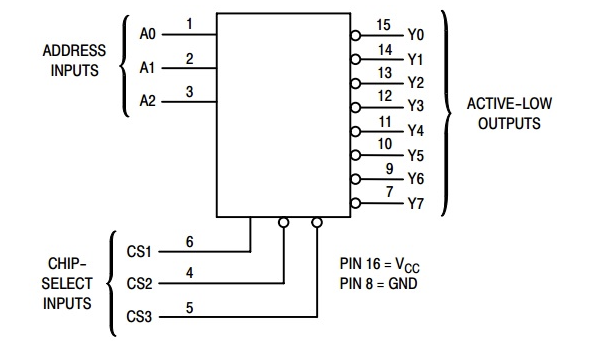 ADDRESS
INPUTS
A0 1
A1 2
A2 3
15 Y0
14 Y1
13 Y2
12 Y3
11 Y4
10 Y5
9 Y6
7 Y7
ACTIVE-LOW
OUTPUTS
CHIP-
SELECT
INPUTS
CS1 6
CS2 4
CS3 5
PIN 16 = VCC
PIN 8 = GND